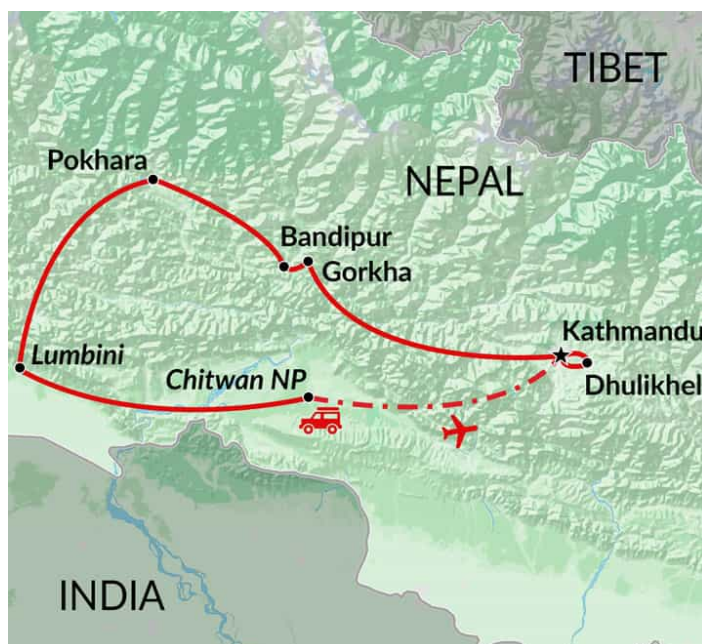 TIBET
NEPAL
Pokhara
Bandipur
Gorkha
Kathmandu
Dhulikhel
Lumbini
Chitwan NP
INDIA